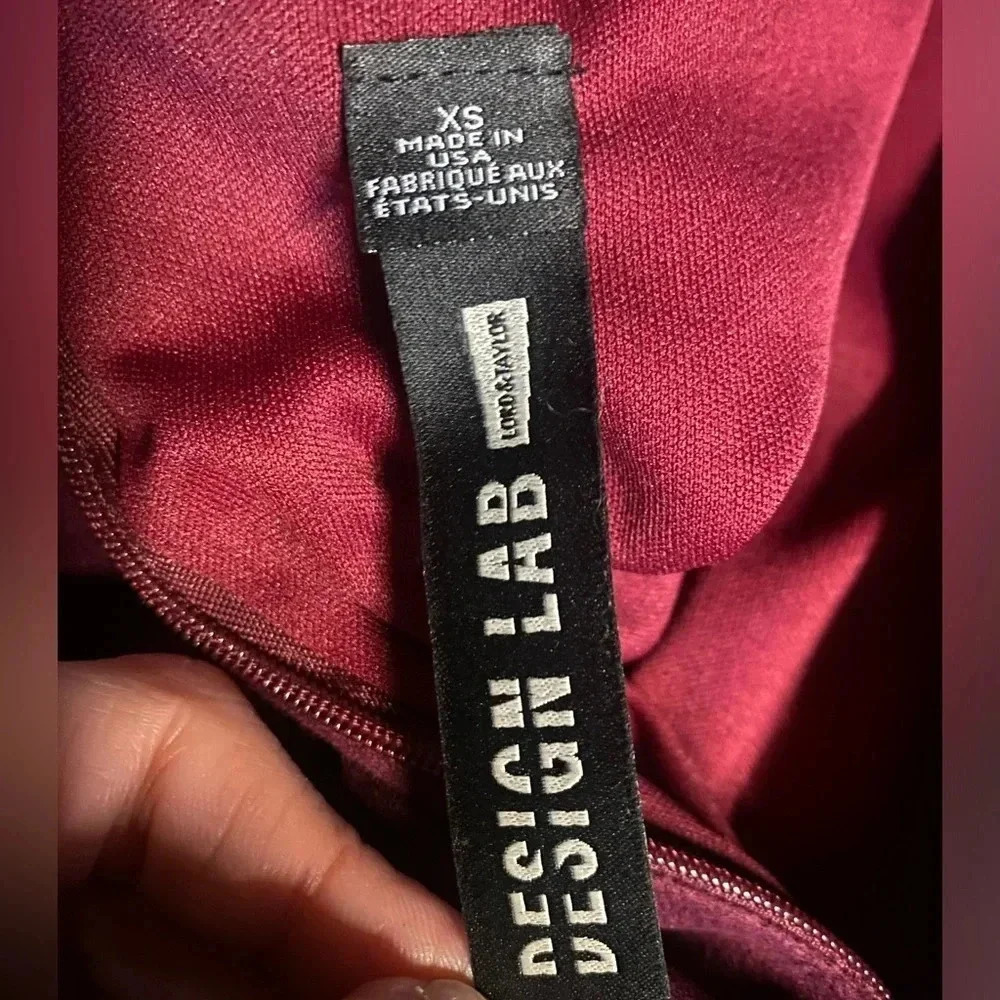 XS
MADE IN
USA
FABRIQUÉ AUX
ÉTATS-UNIS
LORD & TAYLOR
DESIGN LAB